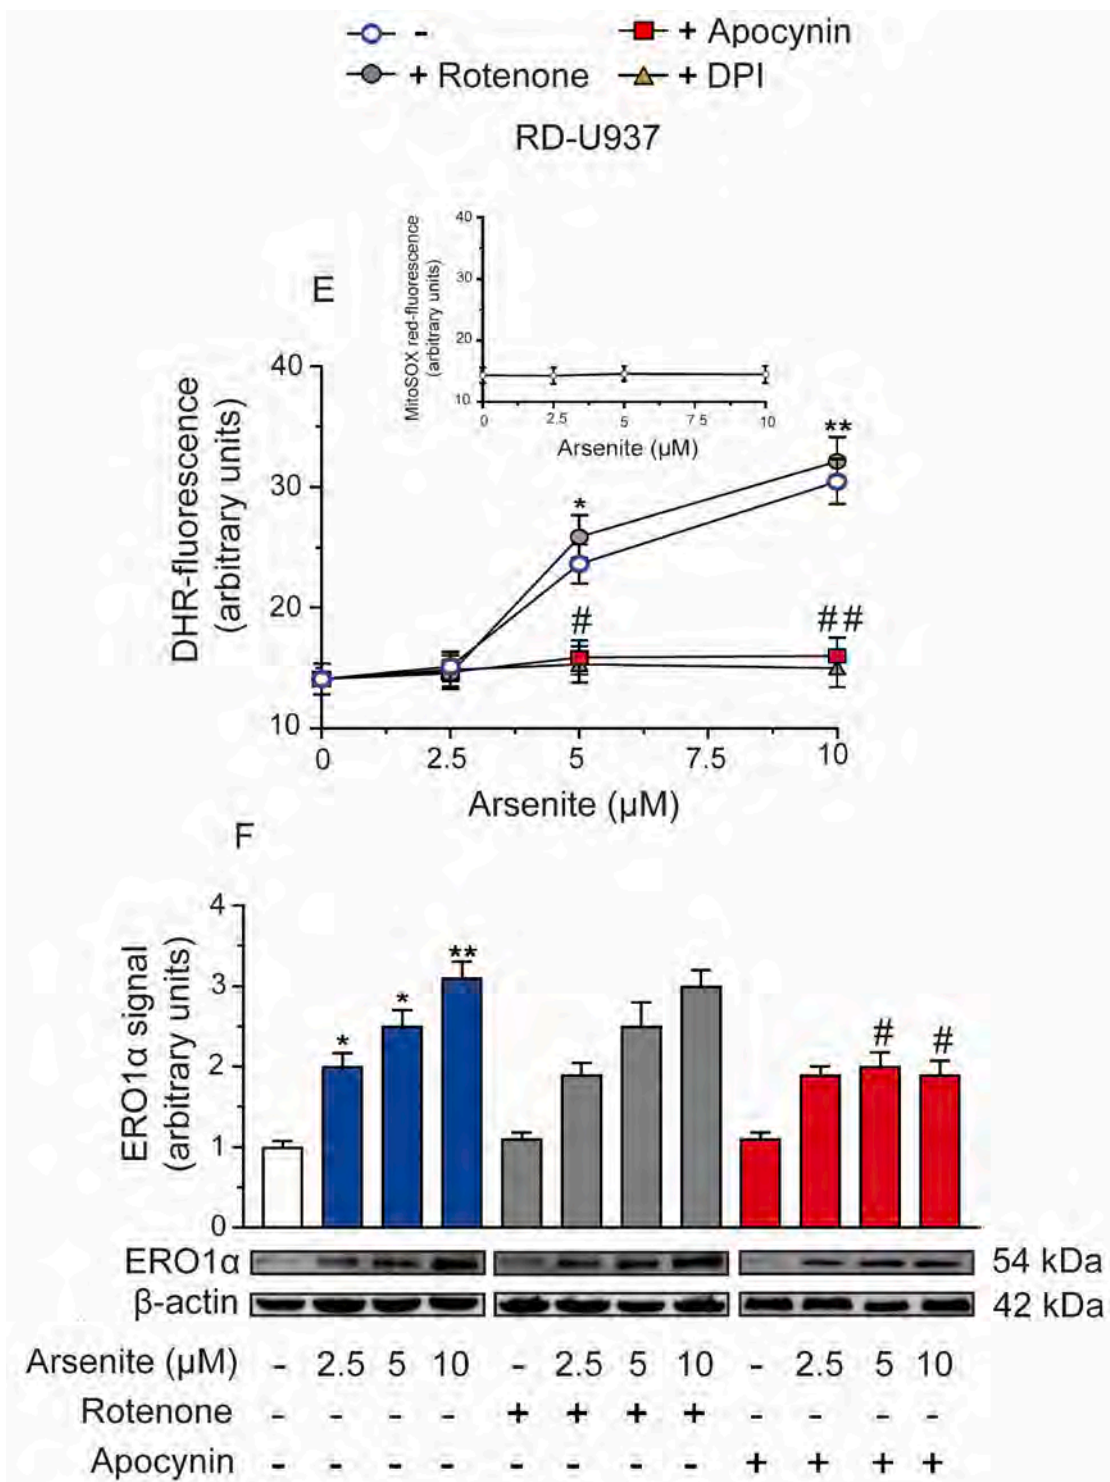 -
+ Apocynin
+ Rotenone
+ DPI
RD-U937
E
MitoSOX red-fluorescence
(arbitrary units)
40
30
20
10
0 2.5 5 7 5 10
Arsenite (µM)
DHR-fluorescence
(arbitrary units)
40
30
20
10
**
*
#
##
0 2.5 5 7.5 10
Arsenite (µM)
F
ERO1α signal
(arbitrary units)
4
3
2
1
0
* * **
# #
ERO1α 54 kDa
β-actin 42 kDa
Arsenite (µM) - 2.5 5 10 - 2.5 5 10 - 2.5 5 10
Rotenone - - - - + + + + - - - -
Apocynin - - - - - - - - + + + +